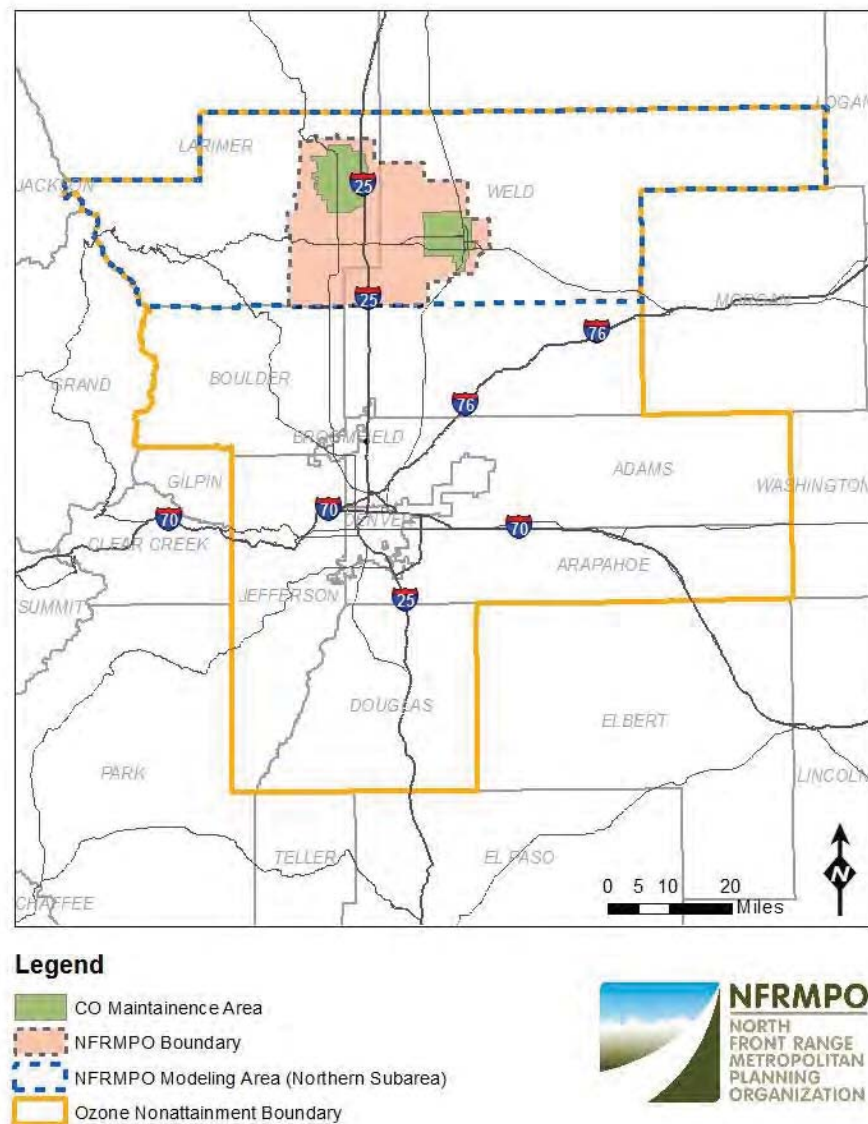 LOGAN
LARIMER
JACKSON
25
WELD
25
MORGAN
76
GRAND
BOULDER
76
BROOMFIELD
ADAMS
GILPIN
WASHINGTON
70
70
DENVER
70
CLEAR CREEK
ARAPAHOE
JEFFERSON
25
SUMMIT
DOUGLAS
ELBERT
PARK
LINCOLN
TELLER
EL PASO
CHAFFEE
N
0 5 10 20
Miles
Legend
CO Maintainence Area
NFRMPO Boundary
NFRMPO Modeling Area (Northern Subarea)
Ozone Nonattainment Boundary
NFRMPO
NORTH
FRONT RANGE
METROPOLITAN
PLANNING
ORGANIZATION